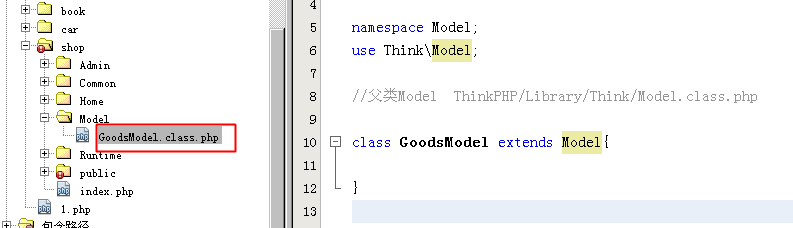 book
car
shop
Admin
Common
Home
Model
GoodsModel.class.php
Runtime
public
index.php
1.php
包含路径
4
5 namespace Model;
6 use Think\Model;
7
8 //父类Model ThinkPHP/Library/Think/Model.class.php
9
10 class GoodsModel extends Model{
11
12 }
13